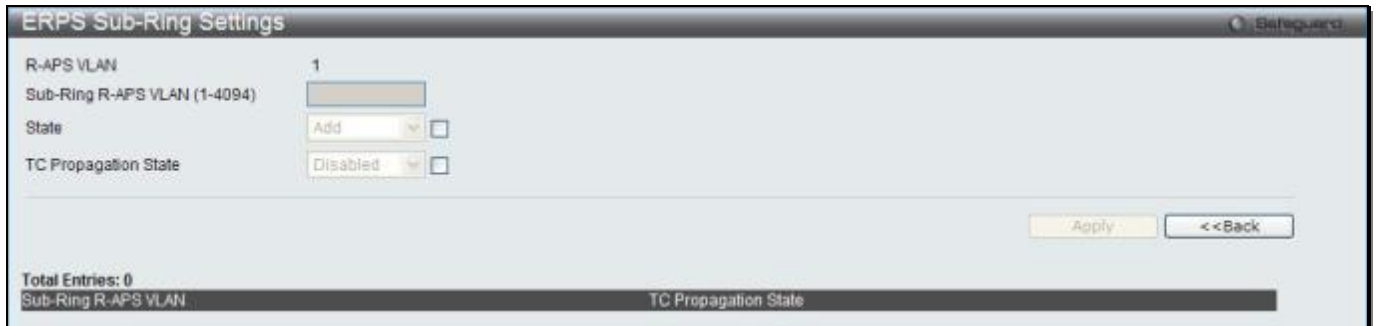 ERPS Sub-Ring Settings
Safeguard
R-APS VLAN 1
Sub-Ring R-APS VLAN (1-4094)
State Add
TC Propagation State Disabled
Apply <<Back
Total Entries: 0
Sub-Ring R-APS VLAN TC Propagation State